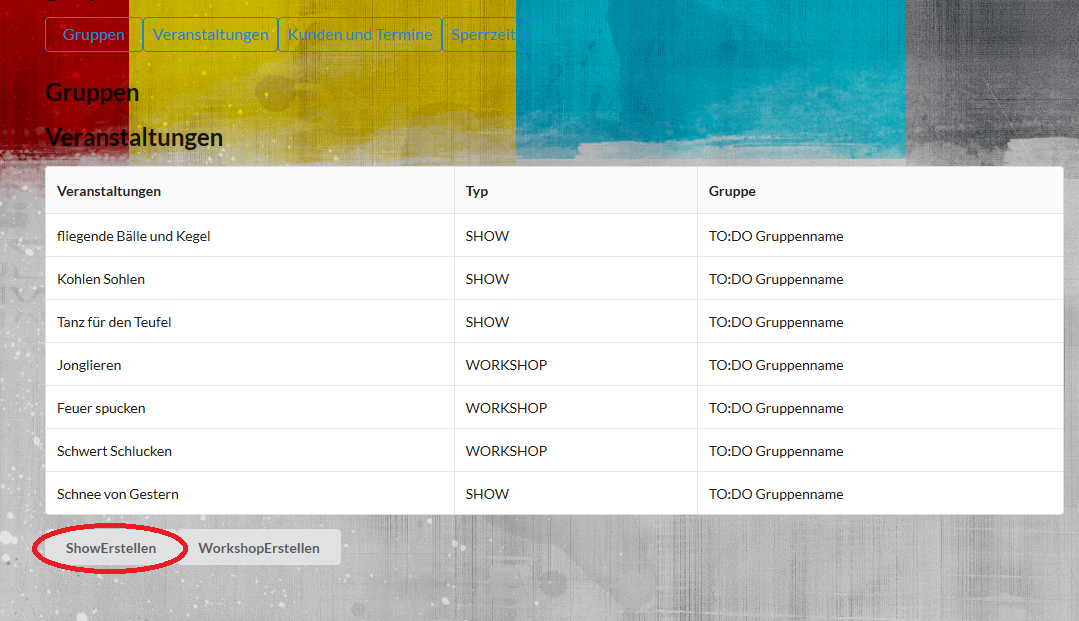 Gruppen Veranstaltungen Kunden und Termine
Gruppen
Veranstaltungen
Veranstaltungen Typ Gruppe
fliegende Bälle und Kegel SHOW TO:DO Gruppenname
Kohlen Sohlen SHOW TO:DO Gruppenname
Tanz für den Teufel SHOW TO:DO Gruppenname
Jonglieren WORKSHOP TO:DO Gruppenname
Feuer spucken WORKSHOP TO:DO Gruppenname
Schwert Schlucken WORKSHOP TO:DO Gruppenname
Schnee von Gestern SHOW TO:DO Gruppenname
ShowErstellen WorkshopErstellen